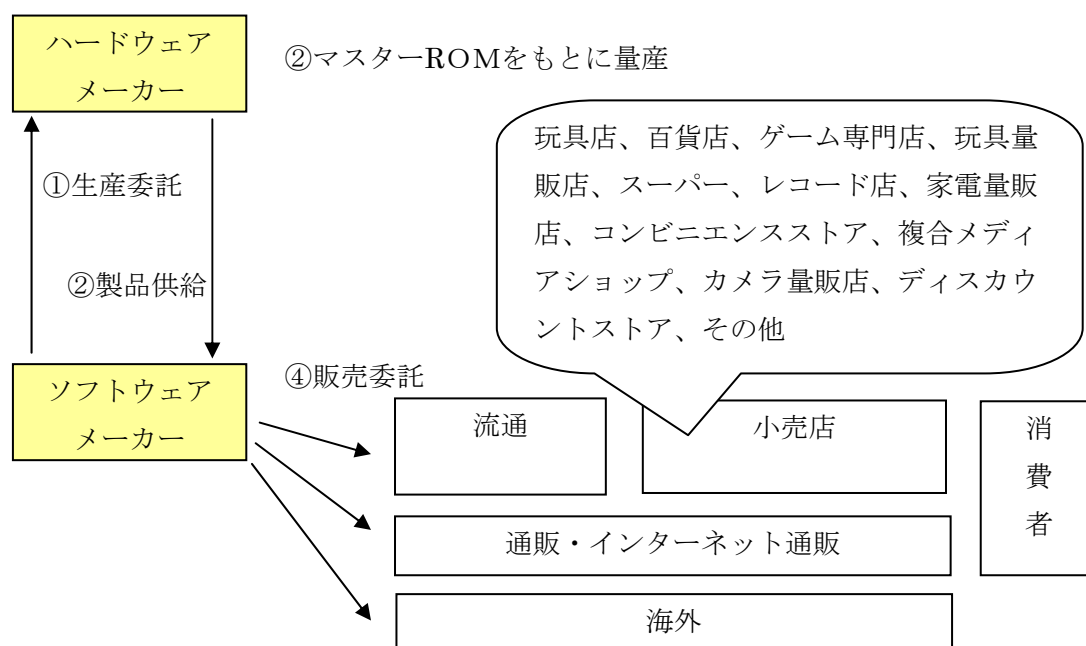 ハードウェア
メーカー
②マスターROMをもとに量産
玩具店、百貨店、ゲーム専門店、玩具量
販店、スーパー、レコード店、家電量販
店、コンビニエンスストア、複合メディ
アショップ、カメラ量販店、ディスカウ
ントストア、その他
①生産委託
②製品供給
ソフトウェア
メーカー
④販売委託
流通
小売店
消
費
者
通販・インターネット通販
海外